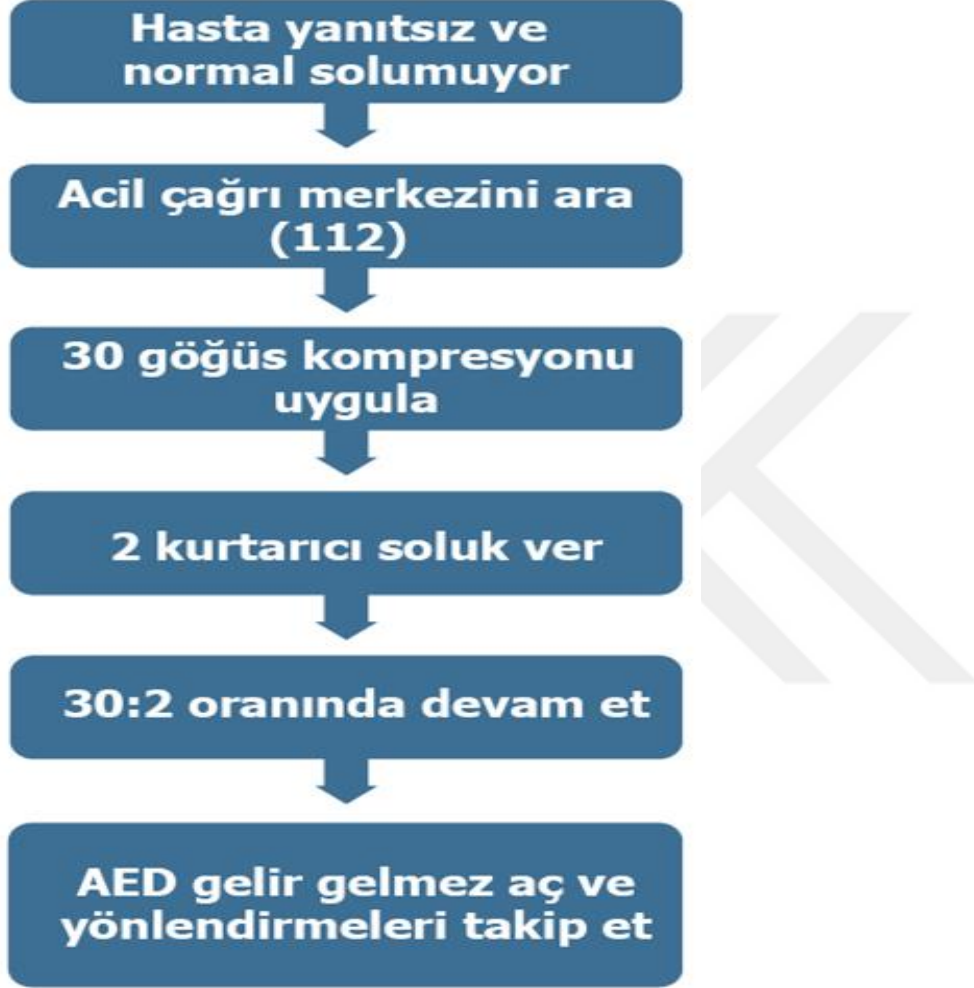 Hasta yanıtsız ve
normal solumuyor
Acil çağrı merkezini ara
(112)
30 göğüs kompresyonu
uygula
2 kurtarıcı soluk ver
30:2 oranında devam et
AED gelir gelmez aç ve
yönlendirmeleri takip et